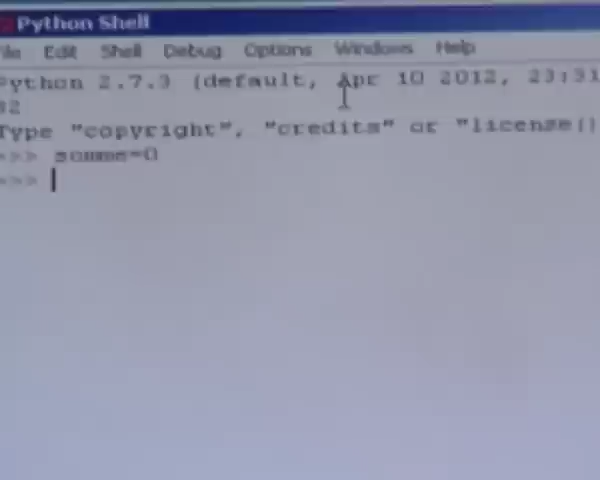 Python Shell
File Edit Shell Debug Options Windows Help
Python 2.7.3 (default, Apr 10 2012, 23:31
32
Type "copyright", "credits" or "license()
>>> somme=0
>>>